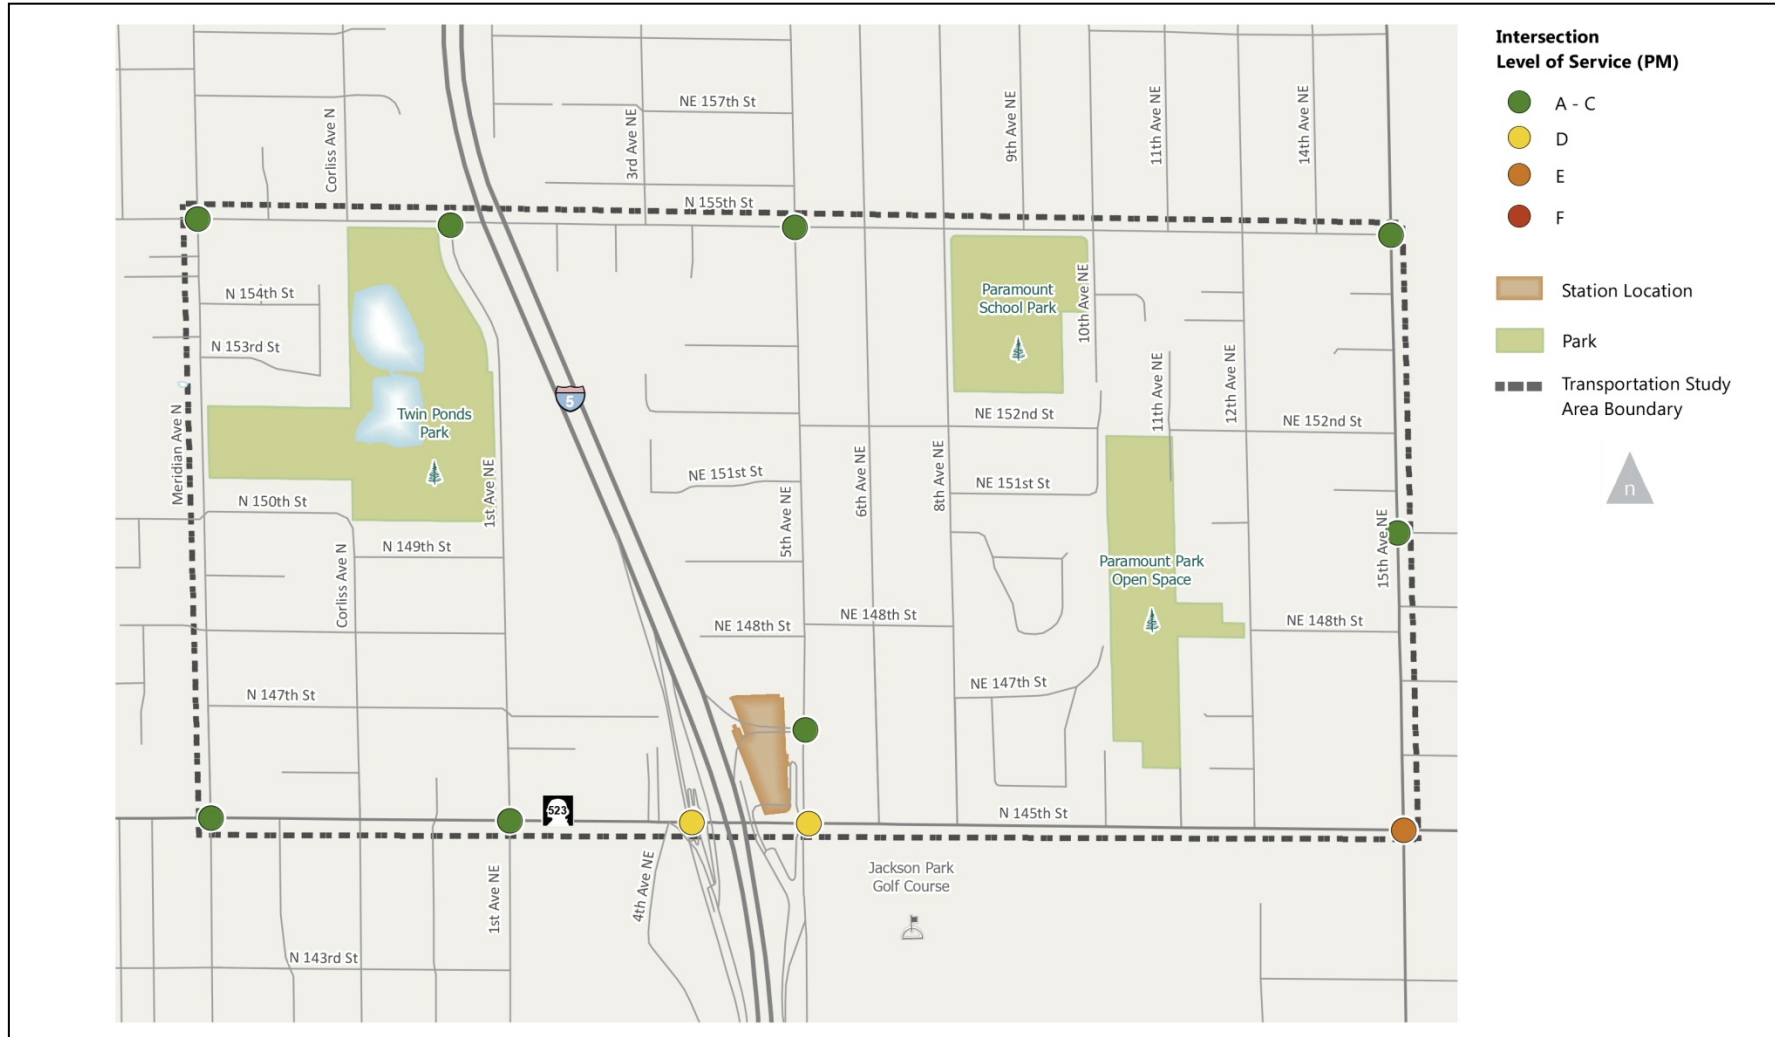 Intersection
Level of Service (PM)
A - C
D
E
F
Station Location
Park
Transportation Study
Area Boundary
n
NE 157th St
Corliss Ave N
3rd Ave NE
9th Ave NE
11th Ave NE
14th Ave NE
N 155th St
N 154th St
N 153rd St
Paramount
School Park
10th Ave NE
5
Twin Ponds
Park
Meridian Ave N
NE 152nd St
11th Ave NE
12th Ave NE
NE 152nd St
1st Ave NE
NE 151st St
5th Ave NE
6th Ave NE
8th Ave NE
NE 151st St
N 150th St
N 149th St
Corliss Ave N
Paramount Park
Open Space
15th Ave NE
NE 148th St
NE 148th St
NE 148th St
N 147th St
NE 147th St
523
N 145th St
1st Ave NE
4th Ave NE
Jackson Park
Golf Course
N 143rd St